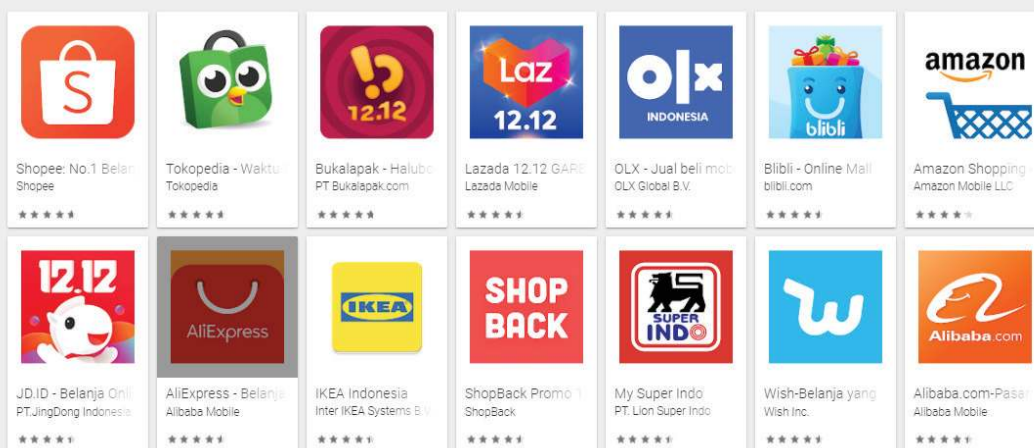 S
12.12
Laz
12.12
olx
INDONESIA
blibli
amazon
Shopee: No.1 Belan
Shopee
Tokopedia - Waktu
Tokopedia
Bukalapak - Halubo
PT Bukalapak.com
Lazada 12.12 GARE
Lazada Mobile
OLX - Jual beli mob
OLX Global B.V.
Blibli - Online Mall
blibli.com
Amazon Shopping -
Amazon Mobile LLC
12.12
AliExpress
IKEA
SHOP
BACK
SUPER
INDO
w
Alibaba.com
JD.ID - Belanja Onli
PT.JingDong Indonesia
AliExpress - Belanja
Alibaba Mobile
IKEA Indonesia
Inter IKEA Systems B.V.
ShopBack Promo 1
ShopBack
My Super Indo
PT. Lion Super Indo
Wish-Belanja yang
Wish Inc.
Alibaba.com-Pasar
Alibaba Mobile